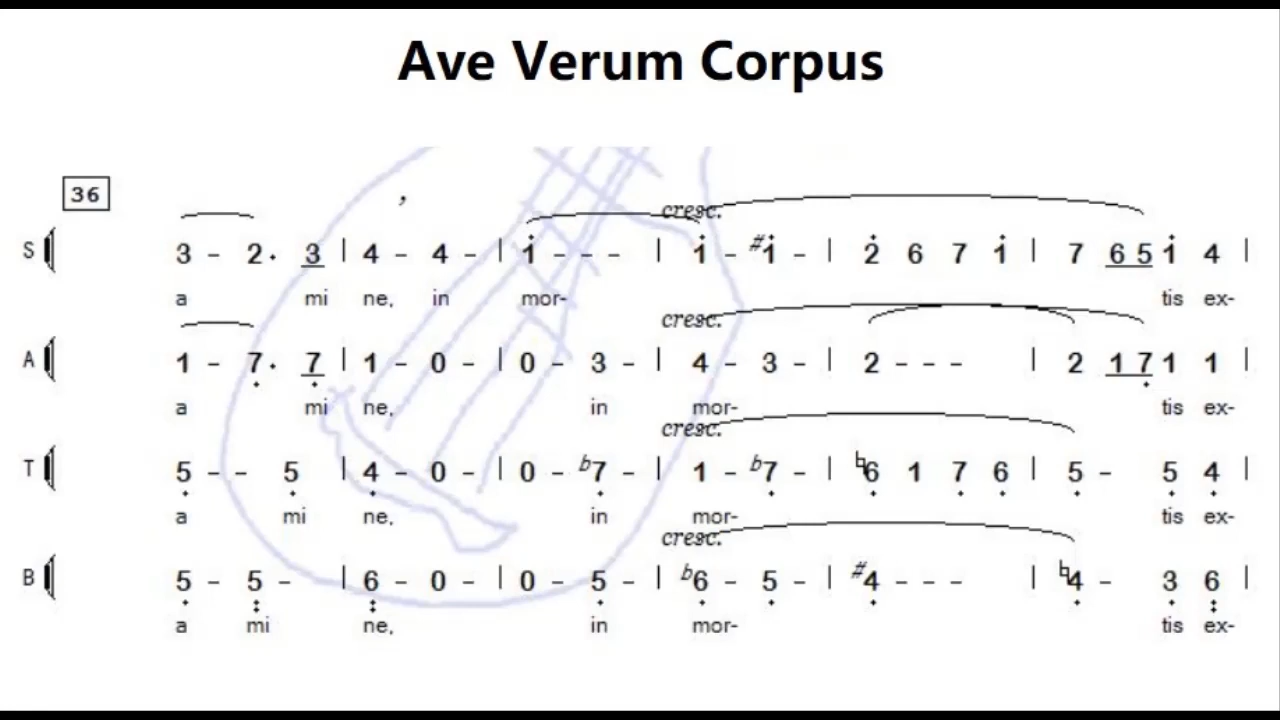 Ave Verum Corpus
36
,
cresc.
S 3 - 2. 3 | 4 - 4 - | 1 - - - | 1 - #1 - | 2 6 7 1 | 7 6 5 1 4 |
a mi ne, in mor- tis ex-
cresc.
A 1 - 7. 7 | 1 - 0 - | 0 - 3 - | 4 - 3 - | 2 - - - | 2 1 7 1 1 |
a mi ne, in mor- tis ex-
cresc.
T 5 - - 5 | 4 - 0 - | 0 - b7 - | 1 - b7 - | ♮6 1 7 6 | 5 - 5 4 |
a mi ne, in mor- tis ex-
cresc.
B 5 - 5 - | 6 - 0 - | 0 - 5 - | b6 - 5 - | #4 - - - | ♮4 - 3 6 |
a mi ne, in mor- tis ex-